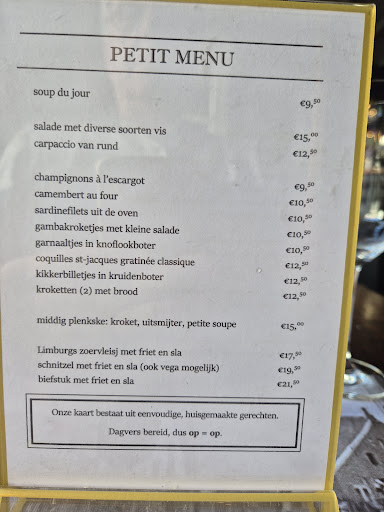 PETIT MENU
soup du jour €9,50
salade met diverse soorten vis €15,00
carpaccio van rund €12,50
champignons à l'escargot €9,50
camembert au four €10,50
sardinefilets uit de oven €10,50
gambakroketjes met kleine salade €10,50
garnaaltjes in knoflookboter €10,50
coquilles st-jacques gratinée classique €12,50
kikkerbilletjes in kruidenboter €12,50
kroketten (2) met brood €12,50
middig plenkske: kroket, uitsmijter, petite soupe €15,00
Limburgs zoervleisj met friet en sla €17,50
schnitzel met friet en sla (ook vega mogelijk) €19,50
biefstuk met friet en sla €21,50
Onze kaart bestaat uit eenvoudige, huisgemaakte gerechten.
Dagvers bereid, dus op = op.